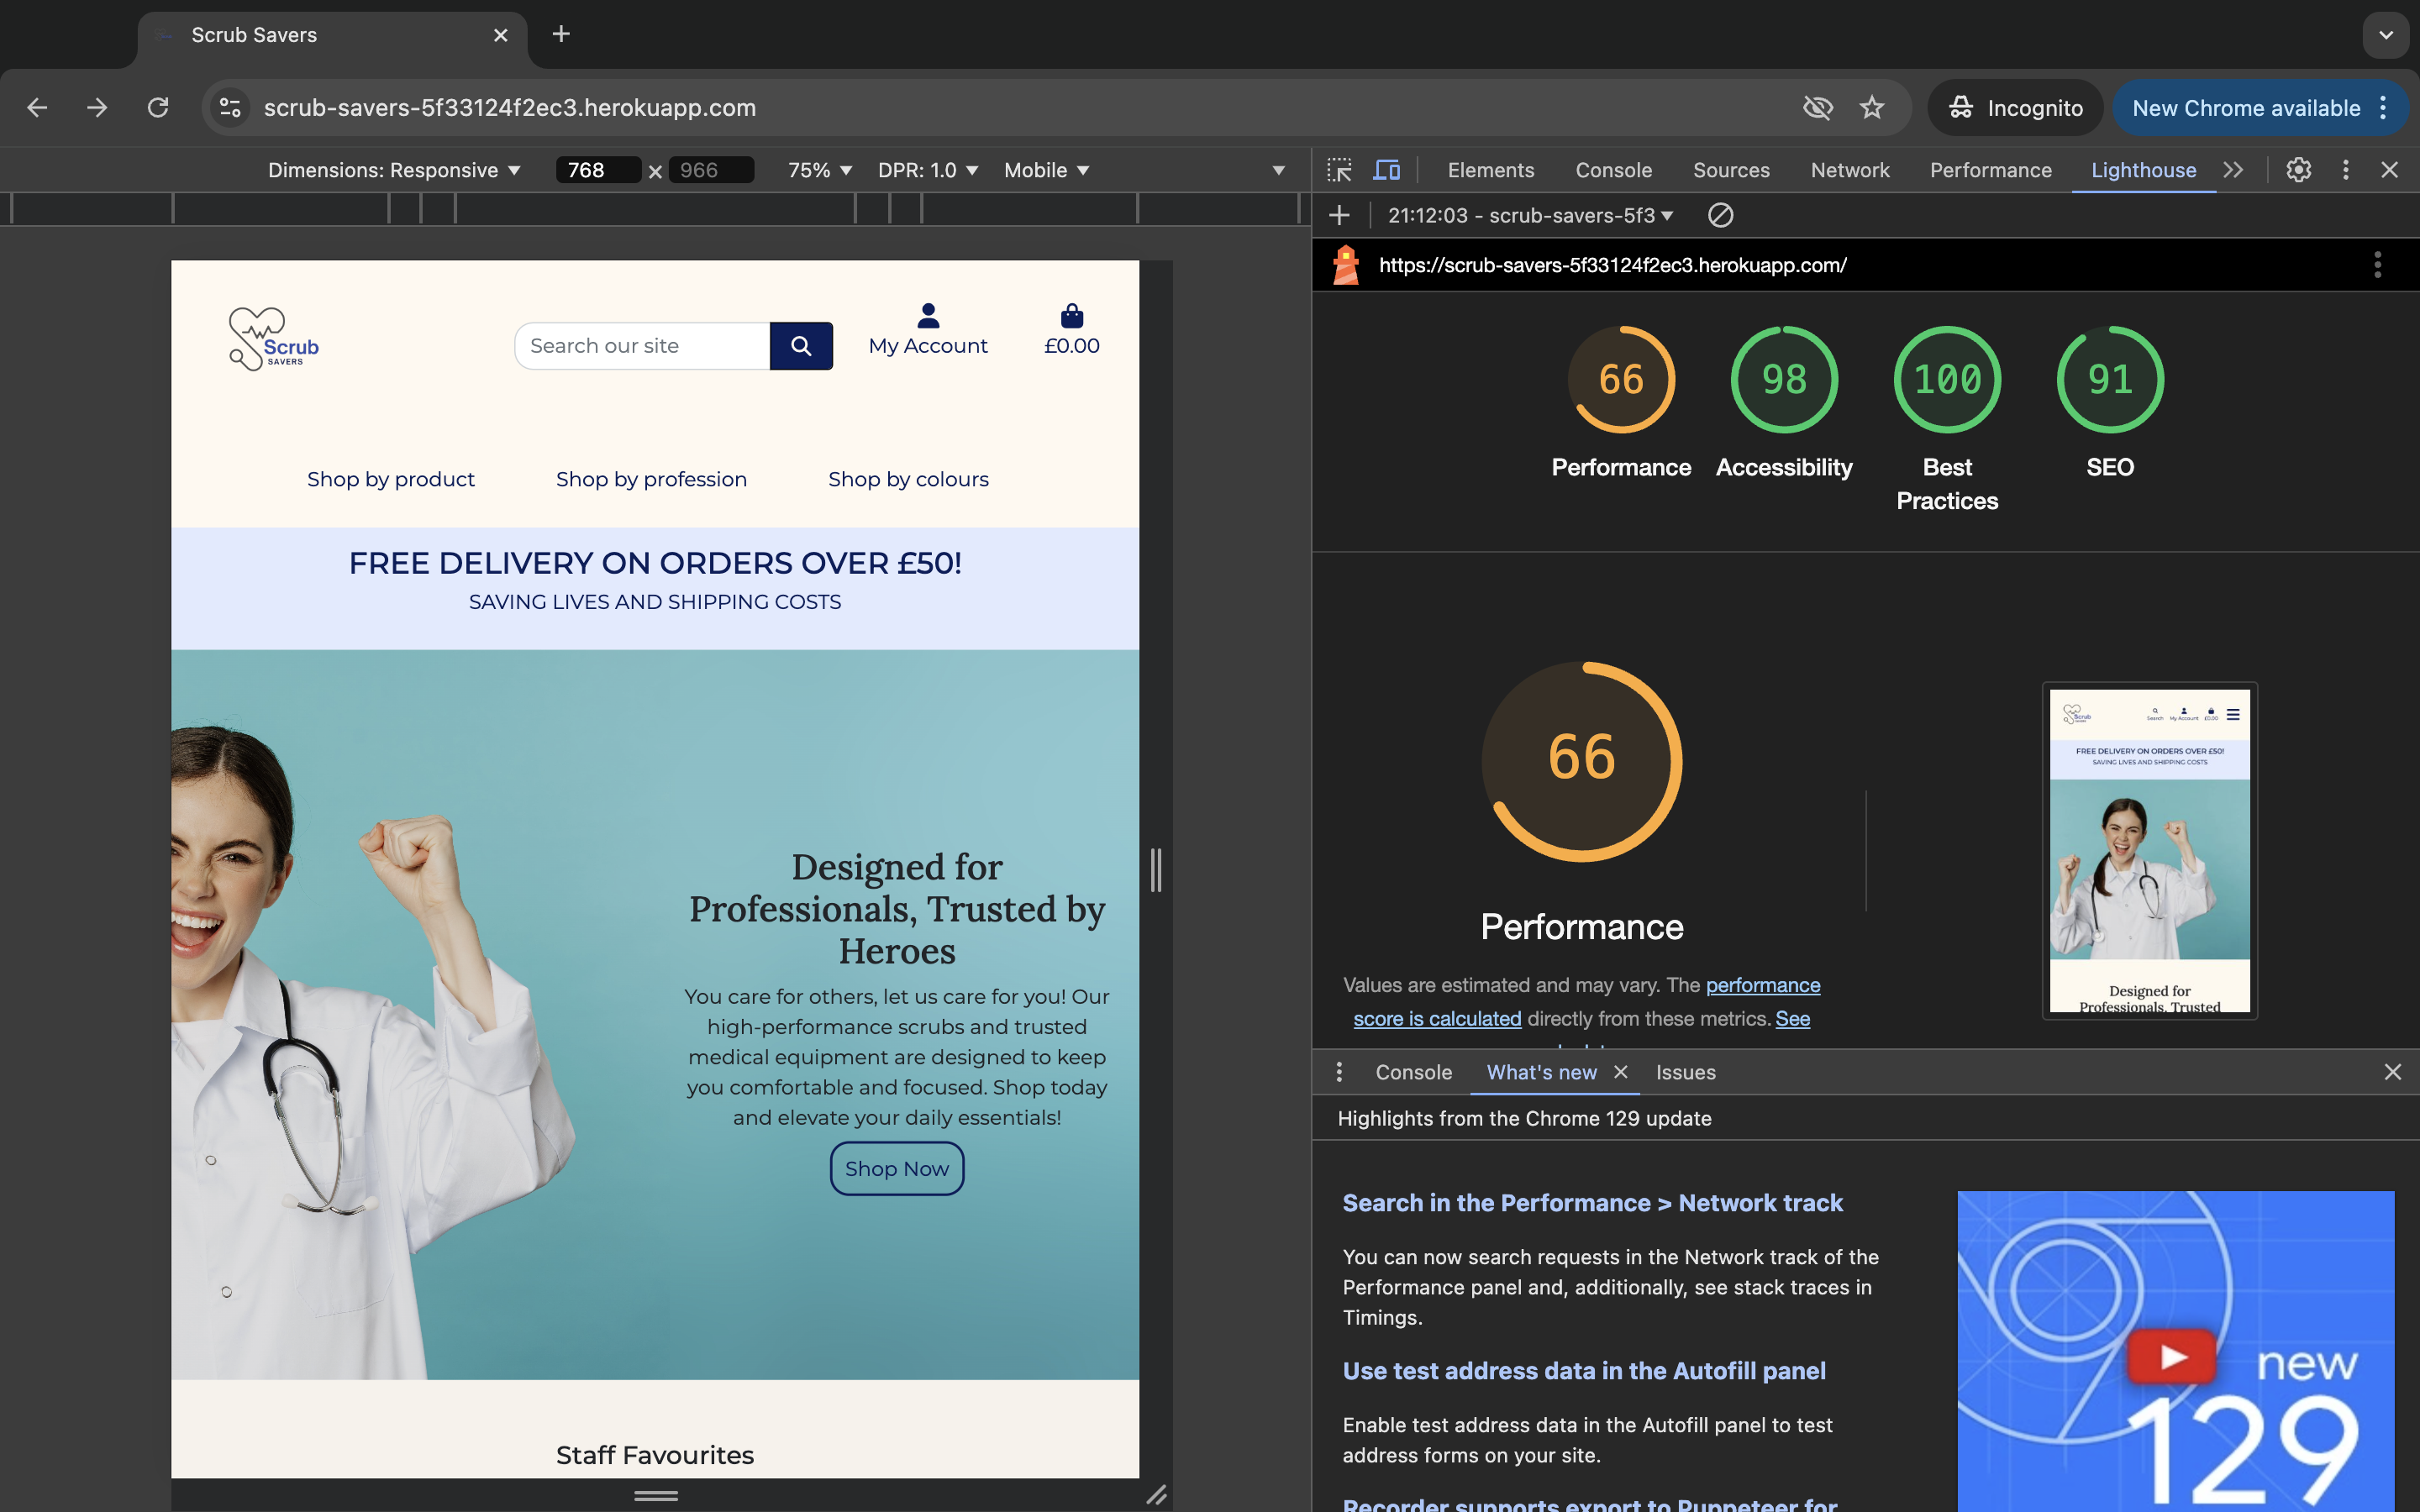 Scrub Savers
scrub-savers-5f33124f2ec3.herokuapp.com
Incognito
New Chrome available
Dimensions: Responsive
768
x
966
75%
DPR: 1.0
Mobile
Elements
Console
Sources
Network
Performance
Lighthouse
21:12:03 - scrub-savers-5f3
https://scrub-savers-5f33124f2ec3.herokuapp.com/
Scrub
SAVERS
Search our site
My Account
£0.00
Shop by product
Shop by profession
Shop by colours
FREE DELIVERY ON ORDERS OVER £50!
SAVING LIVES AND SHIPPING COSTS
Designed for
Professionals, Trusted by
Heroes
You care for others, let us care for you! Our
high-performance scrubs and trusted
medical equipment are designed to keep
you comfortable and focused. Shop today
and elevate your daily essentials!
Shop Now
Staff Favourites
66
98
100
91
Performance
Accessibility
Best
Practices
SEO
66
Performance
Values are estimated and may vary. The performance
score is calculated directly from these metrics. See
Scrub
Search
My Account
£0.00
FREE DELIVERY ON ORDERS OVER £50!
SAVING LIVES AND SHIPPING COSTS
Designed for
Professionals, Trusted
Console
What's new
Issues
Highlights from the Chrome 129 update
Search in the Performance > Network track
You can now search requests in the Network track of the
Performance panel and, additionally, see stack traces in
Timings.
Use test address data in the Autofill panel
Enable test address data in the Autofill panel to test
address forms on your site.
Recorder supports export to Puppeteer for
new
129